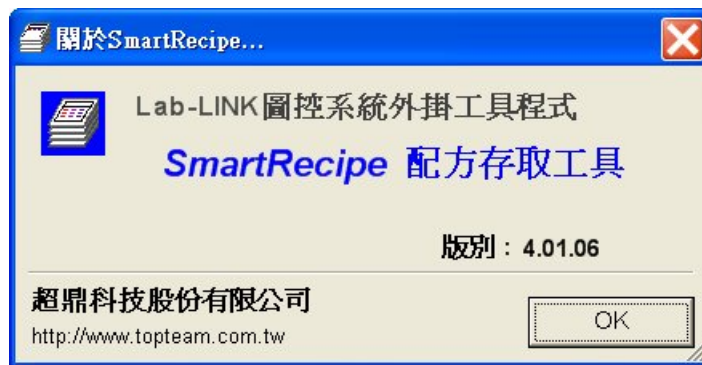 關於SmartRecipe...
Lab-LINK圖控系統外掛工具程式
SmartRecipe 配方存取工具
版別：4.01.06
超鼎科技股份有限公司
http://www.topteam.com.tw
OK